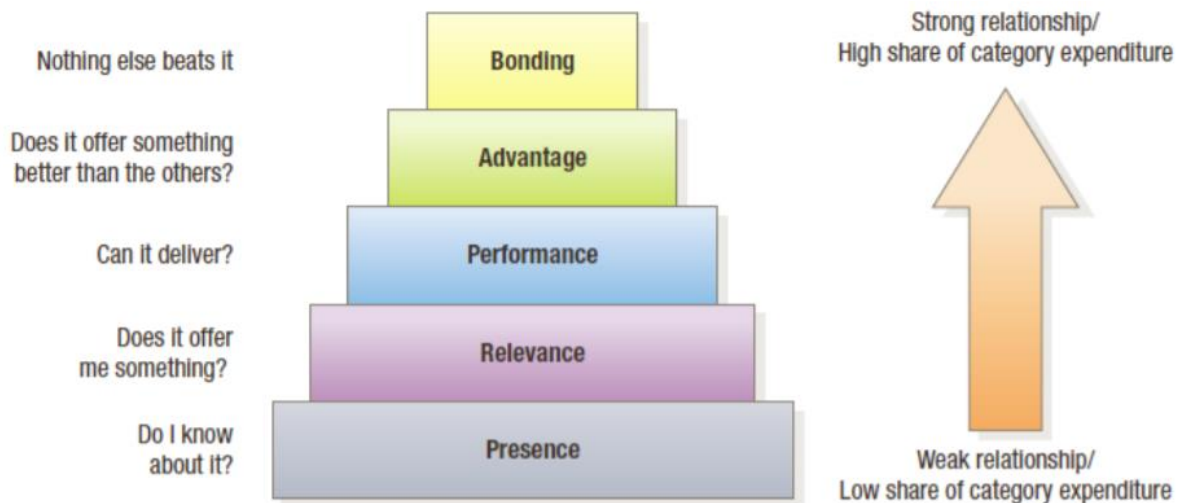 Nothing else beats it
Bonding
Strong relationship/
High share of category expenditure
Does it offer something
better than the others?
Advantage
Can it deliver?
Performance
Does it offer
me something?
Relevance
Do I know
about it?
Presence
Weak relationship/
Low share of category expenditure